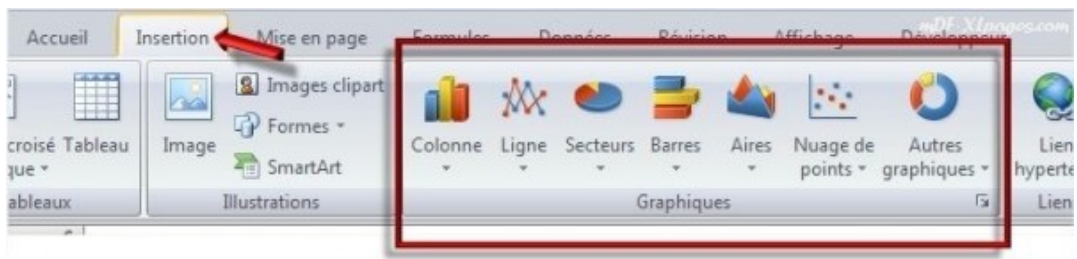 mDF-XLpages.com
Accueil Insertion Mise en page Formules Données Révision Affichage Développeur
Images clipart
Formes
croisé Tableau Image Colonne Ligne Secteurs Barres Aires Nuage de points Autres graphiques Lien
que SmartArt hyperte
ableaux Illustrations Graphiques Lien